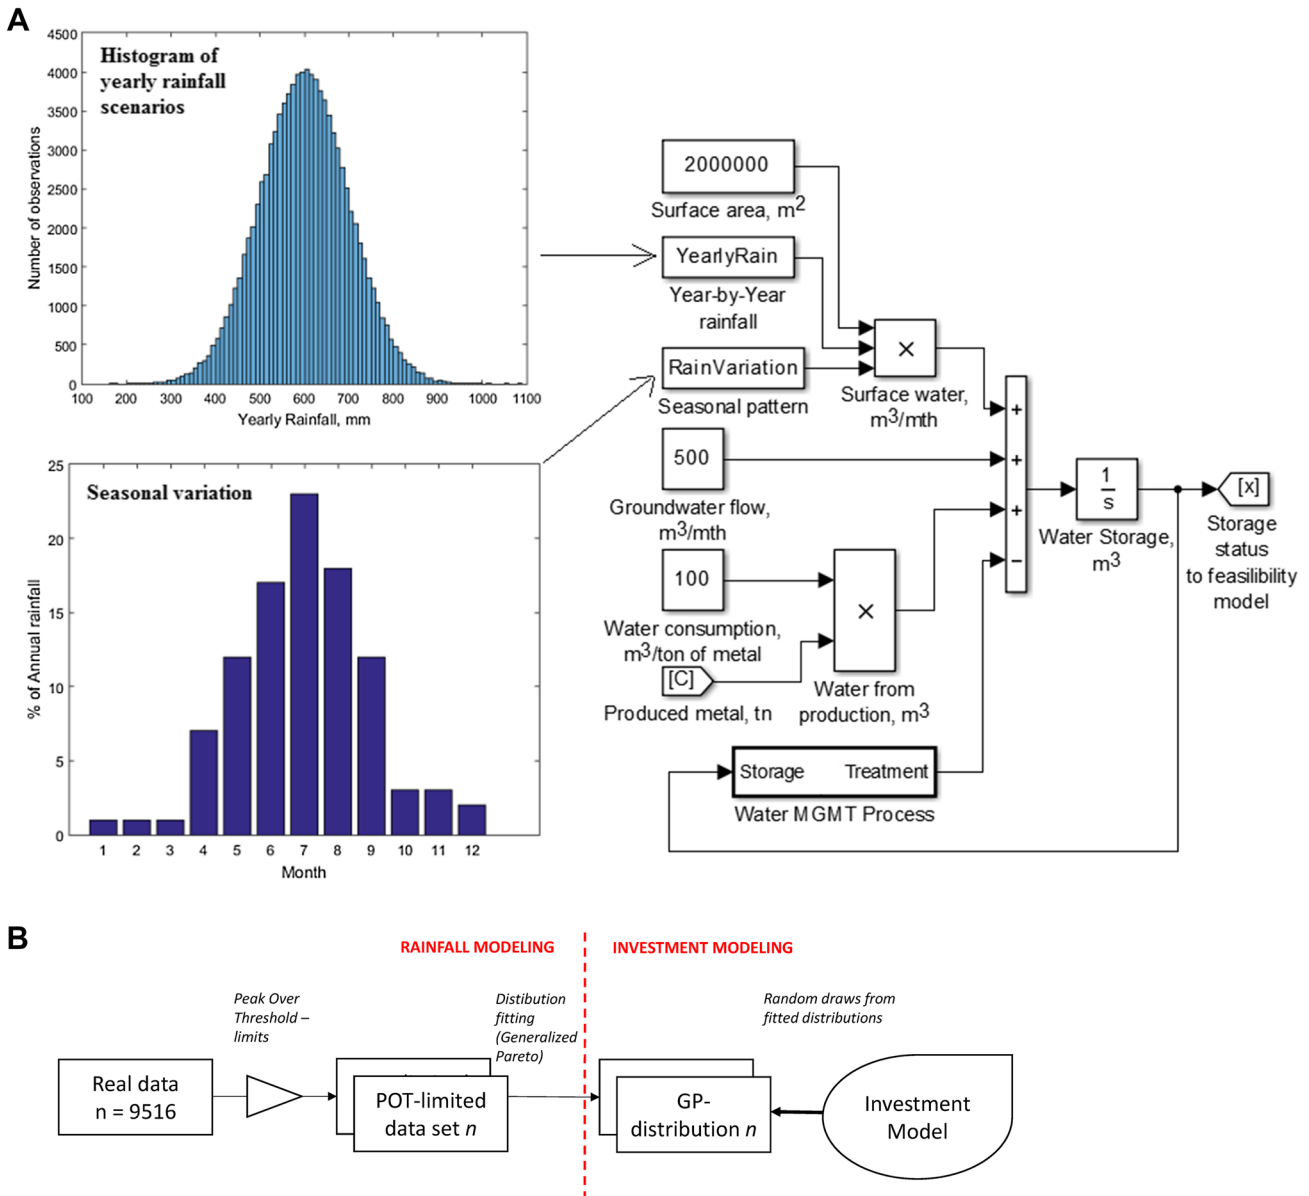 A
Histogram of
yearly rainfall
scenarios
Number of observations
4500
4000
3500
3000
2500
2000
1500
1000
500
0
100 200 300 400 500 600 700 800 900 1000 1100
Yearly Rainfall, mm
Seasonal variation
% of Annual rainfall
25
20
15
10
5
0
1 2 3 4 5 6 7 8 9 10 11 12
Month
2000000
Surface area, m2
YearlyRain
Year-by-Year
rainfall
RainVariation
Seasonal pattern
×
Surface water,
m3/mth
500
Groundwater flow,
m3/mth
100
Water consumption,
m3/ton of metal
[C]
Produced metal, tn
×
Water from
production, m3
Storage Treatment
Water MGMT Process
+
+
+
−
1
s
Water Storage,
m3
[x]
Storage
status
to feasilibility
model
B
RAINFALL MODELING
INVESTMENT MODELING
Peak Over
Threshold –
limits
Distibution
fitting
(Generalized
Pareto)
Random draws from
fitted distributions
Real data
n = 9516
POT-limited
data set n
GP-
distribution n
Investment
Model